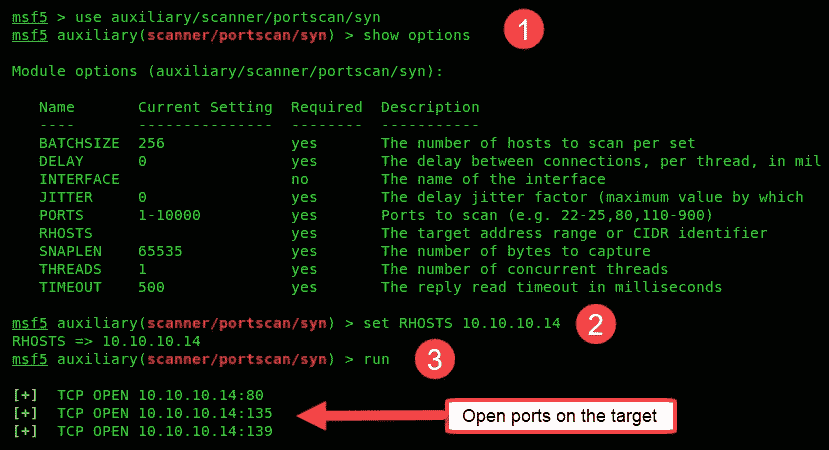 msf5 > use auxiliary/scanner/portscan/syn
msf5 auxiliary(scanner/portscan/syn) > show options
1
Module options (auxiliary/scanner/portscan/syn):
Name Current Setting Required Description
---- --------------- -------- -----------
BATCHSIZE 256 yes The number of hosts to scan per set
DELAY 0 yes The delay between connections, per thread, in mil
INTERFACE no The name of the interface
JITTER 0 yes The delay jitter factor (maximum value by which
PORTS 1-10000 yes Ports to scan (e.g. 22-25,80,110-900)
RHOSTS yes The target address range or CIDR identifier
SNAPLEN 65535 yes The number of bytes to capture
THREADS 1 yes The number of concurrent threads
TIMEOUT 500 yes The reply read timeout in milliseconds
msf5 auxiliary(scanner/portscan/syn) > set RHOSTS 10.10.10.14
2
RHOSTS => 10.10.10.14
msf5 auxiliary(scanner/portscan/syn) > run
3
[+] TCP OPEN 10.10.10.14:80
[+] TCP OPEN 10.10.10.14:135
Open ports on the target
[+] TCP OPEN 10.10.10.14:139